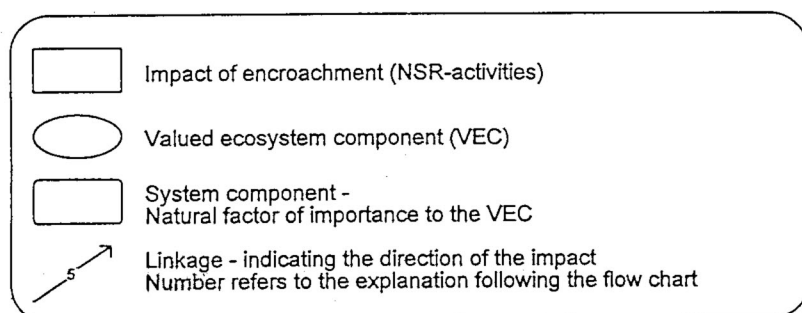 Impact of encroachment (NSR-activities)
Valued ecosystem component (VEC)
System component -
Natural factor of importance to the VEC
5
Linkage - indicating the direction of the impact
Number refers to the explanation following the flow chart